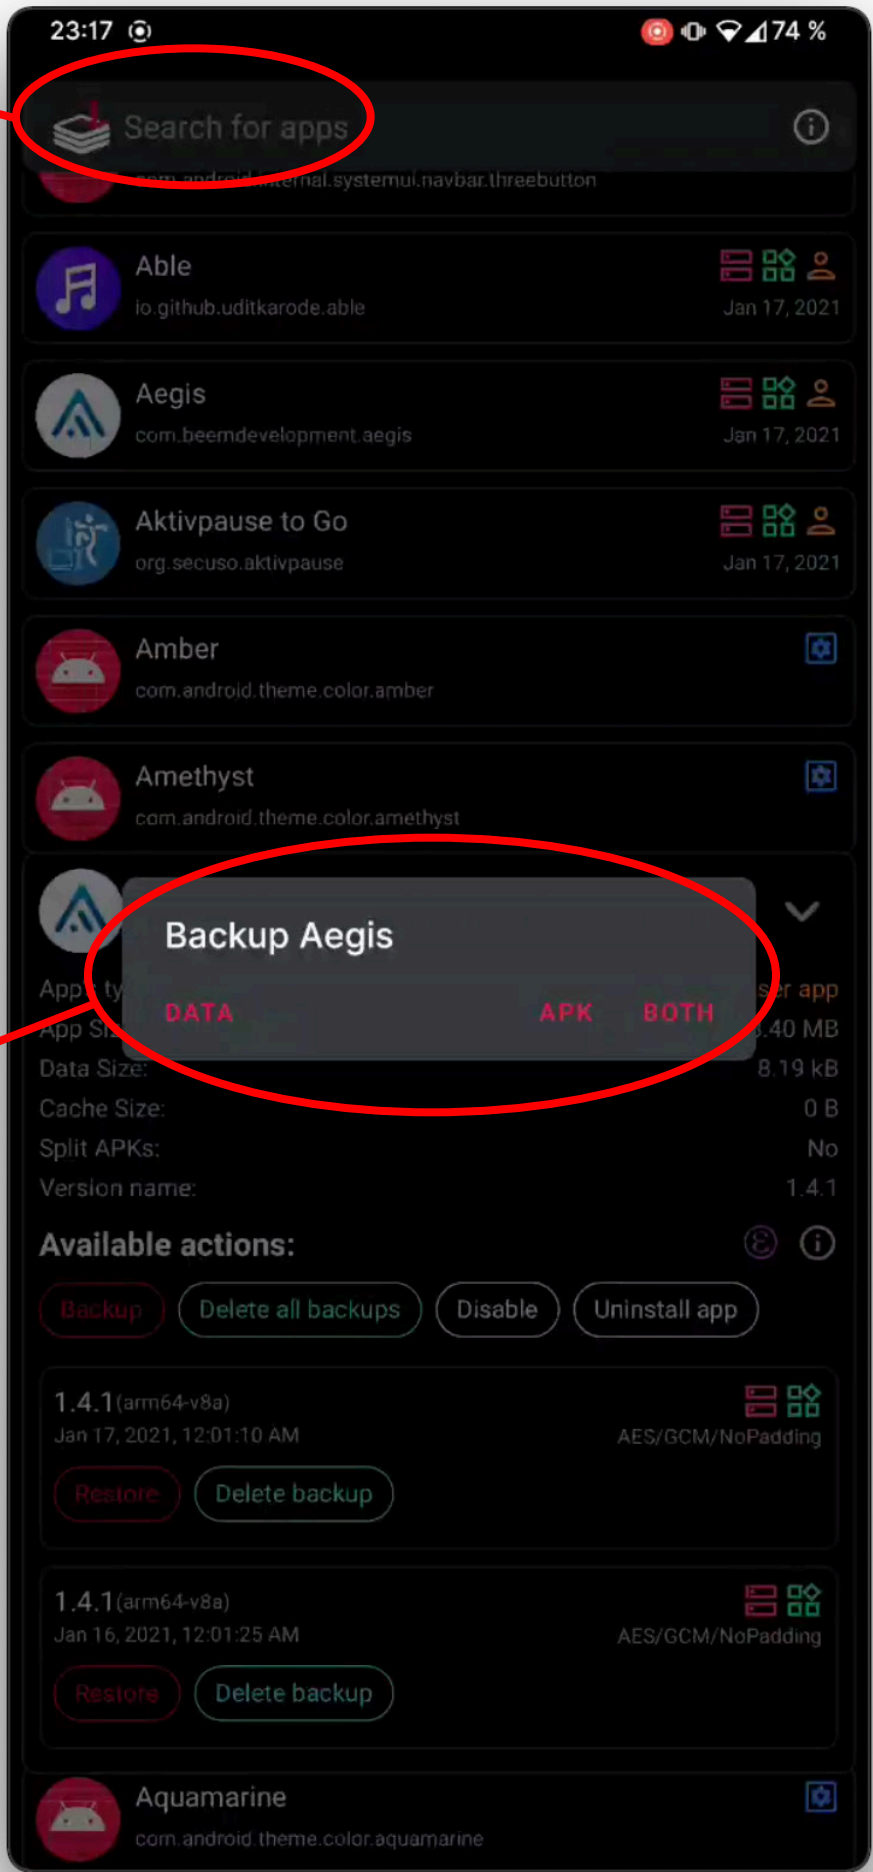 23:17 74 %
Search for apps
com.android.internal.systemui.navbar.threebutton
Able
io.github.uditkarode.able Jan 17, 2021
Aegis
com.beemdevelopment.aegis Jan 17, 2021
Aktivpause to Go
org.secuso.aktivpause Jan 17, 2021
Amber
com.android.theme.color.amber
Amethyst
com.android.theme.color.amethyst
Backup Aegis
DATA APK BOTH
App ty ser app
App Si .40 MB
Data Size: 8.19 kB
Cache Size: 0 B
Split APKs: No
Version name: 1.4.1
Available actions:
Backup Delete all backups Disable Uninstall app
1.4.1(arm64-v8a)
Jan 17, 2021, 12:01:10 AM AES/GCM/NoPadding
Restore Delete backup
1.4.1(arm64-v8a)
Jan 16, 2021, 12:01:25 AM AES/GCM/NoPadding
Restore Delete backup
Aquamarine
com.android.theme.color.aquamarine